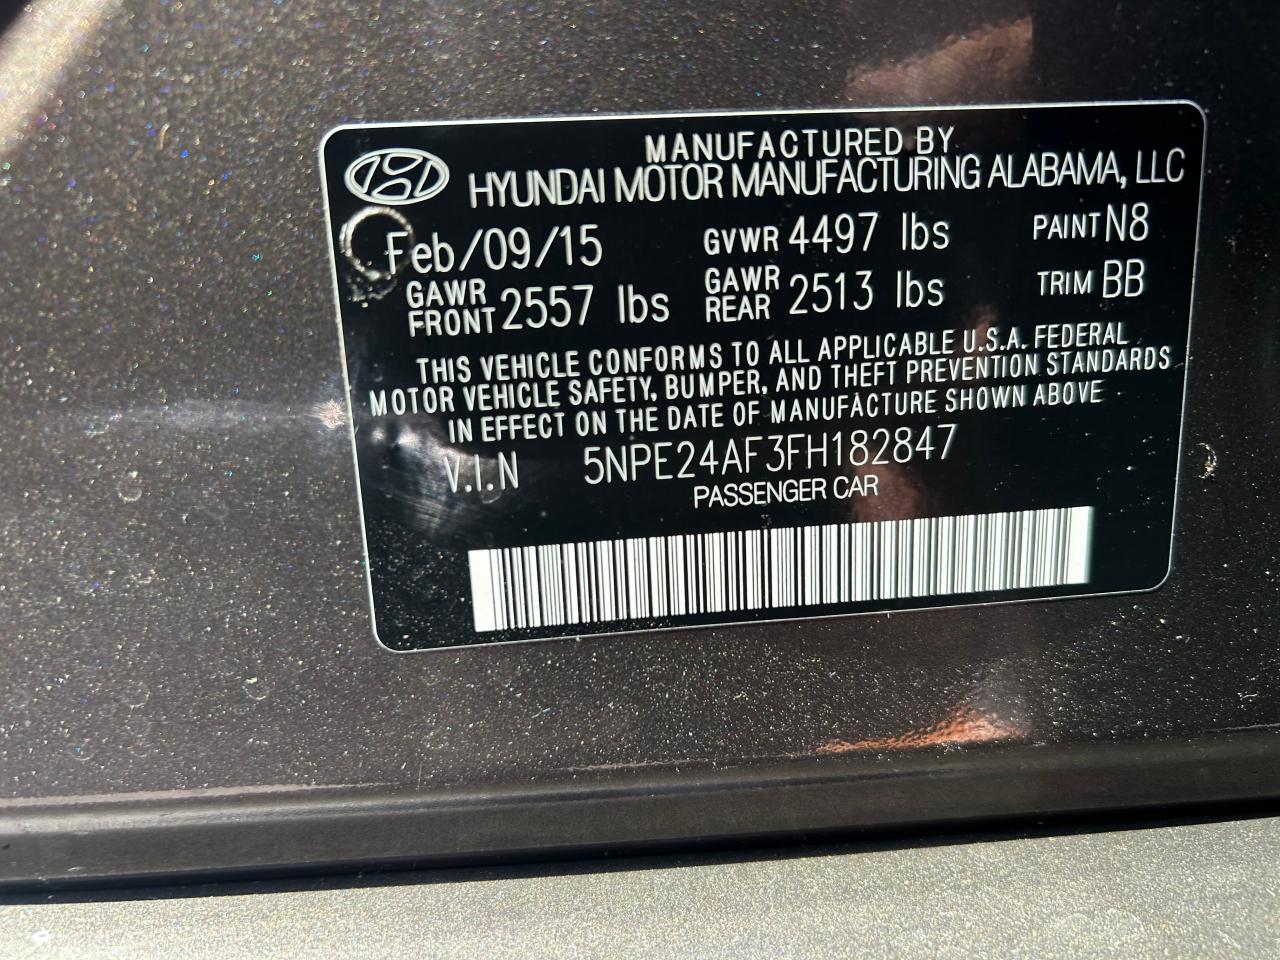 MANUFACTURED BY
HYUNDAI MOTOR MANUFACTURING ALABAMA, LLC
Feb/09/15 GVWR 4497 lbs PAINT N8
GAWR FRONT 2557 lbs GAWR REAR 2513 lbs TRIM BB
THIS VEHICLE CONFORMS TO ALL APPLICABLE U.S.A. FEDERAL
MOTOR VEHICLE SAFETY, BUMPER, AND THEFT PREVENTION STANDARDS
IN EFFECT ON THE DATE OF MANUFACTURE SHOWN ABOVE
V.I.N 5NPE24AF3FH182847
PASSENGER CAR